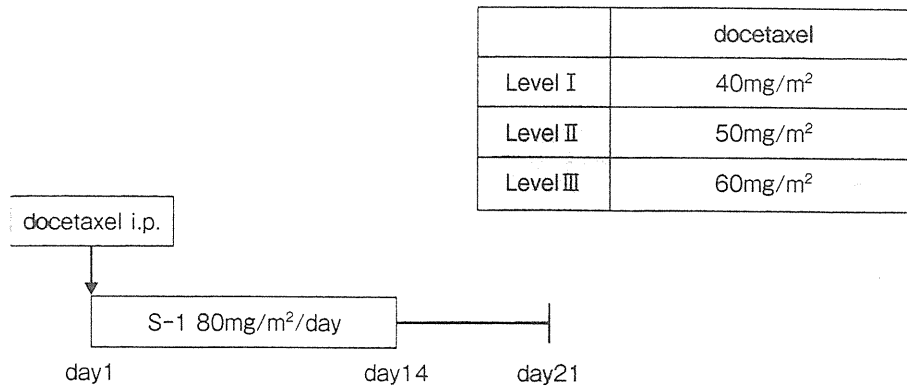 docetaxel
Level Ⅰ 40mg/m²
Level Ⅱ 50mg/m²
Level Ⅲ 60mg/m²
docetaxel i.p.
S-1 80mg/m²/day
day1 day14 day21